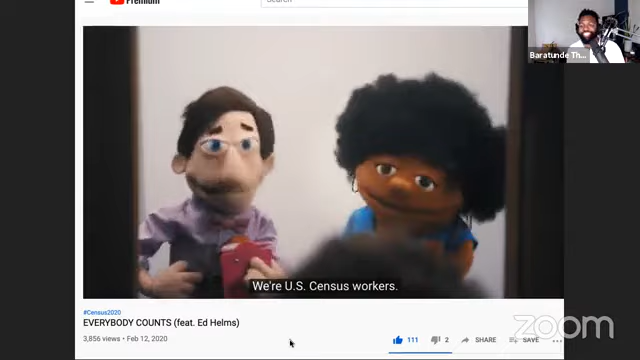 Premium
Search
Baratunde Th...
We're U.S. Census workers.
#Census2020
EVERYBODY COUNTS (feat. Ed Helms)
3,856 views • Feb 12, 2020
111
2
SHARE
SAVE
...
zoom